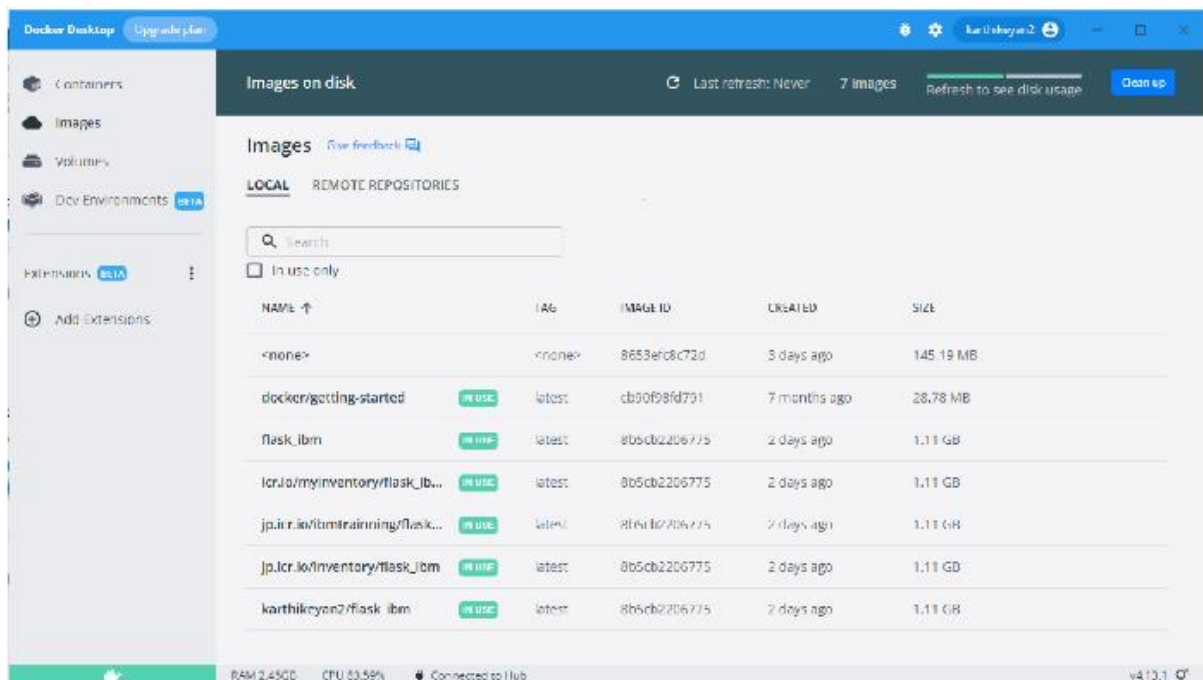 Docker Desktop Upgrade plan karthikeyan2
Containers
Images
Volumes
Dev Environments BETA
Extensions BETA
Add Extensions
Images on disk Last refresh: Never 7 images Refresh to see disk usage Clean up
Images Give feedback
LOCAL REMOTE REPOSITORIES
Search
In use only
NAME TAG IMAGE ID CREATED SIZE
<none> <none> 8653efc8c72d 3 days ago 145.19 MB
docker/getting-started IN USE latest cb90f98fd791 7 months ago 28.78 MB
flask_ibm IN USE latest 8b5cb2206775 2 days ago 1.11 GB
icr.io/myinventory/flask_ib... IN USE latest 8b5cb2206775 2 days ago 1.11 GB
jp.icr.io/ibmtrainning/flask... IN USE latest 8b5cb2206775 2 days ago 1.11 GB
jp.icr.io/inventory/flask_ibm IN USE latest 8b5cb2206775 2 days ago 1.11 GB
karthikeyan2/flask_ibm IN USE latest 8b5cb2206775 2 days ago 1.11 GB
RAM 2.45GB CPU 83.59% Connected to Hub v4.13.1